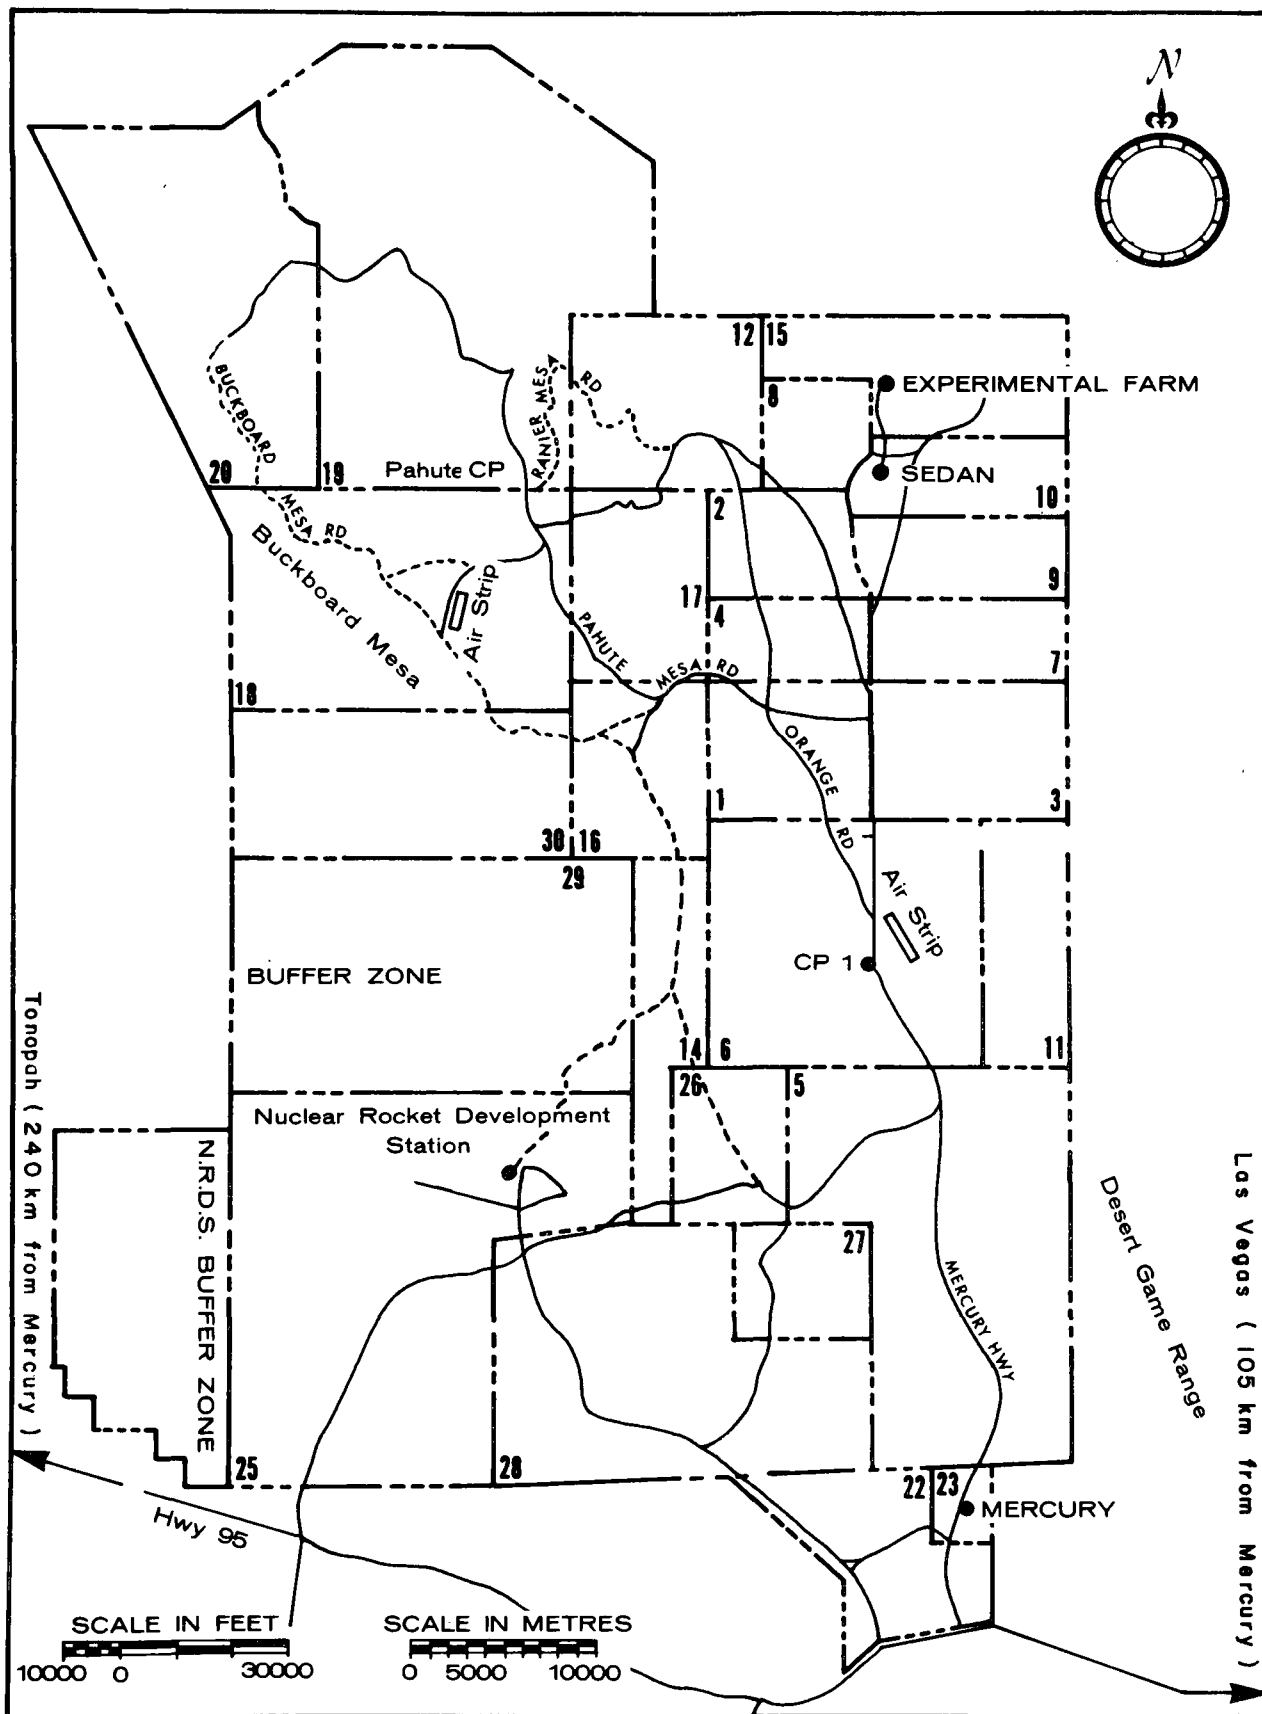 N
12 15
BUCKBOARD
RANIER MES
RD
8
EXPERIMENTAL FARM
20 19 Pahute CP
SEDAN
MESA RD
2
10
Buckboard Mesa
Air Strip
17
4
9
PAHUTE
MESA RD
7
18
ORANGE
RD
1
3
30 16
29
Air Strip
CP 1
BUFFER ZONE
14 6
11
26
5
Nuclear Rocket Development
Station
Tonopah ( 240 km from Mercury )
N.R.D.S. BUFFER ZONE
27
MERCURY HWY
Desert Game Range
Las Vegas ( 105 km from Mercury )
25
28
22 23
MERCURY
Hwy 95
SCALE IN FEET
10000 0 30000
SCALE IN METRES
0 5000 10000